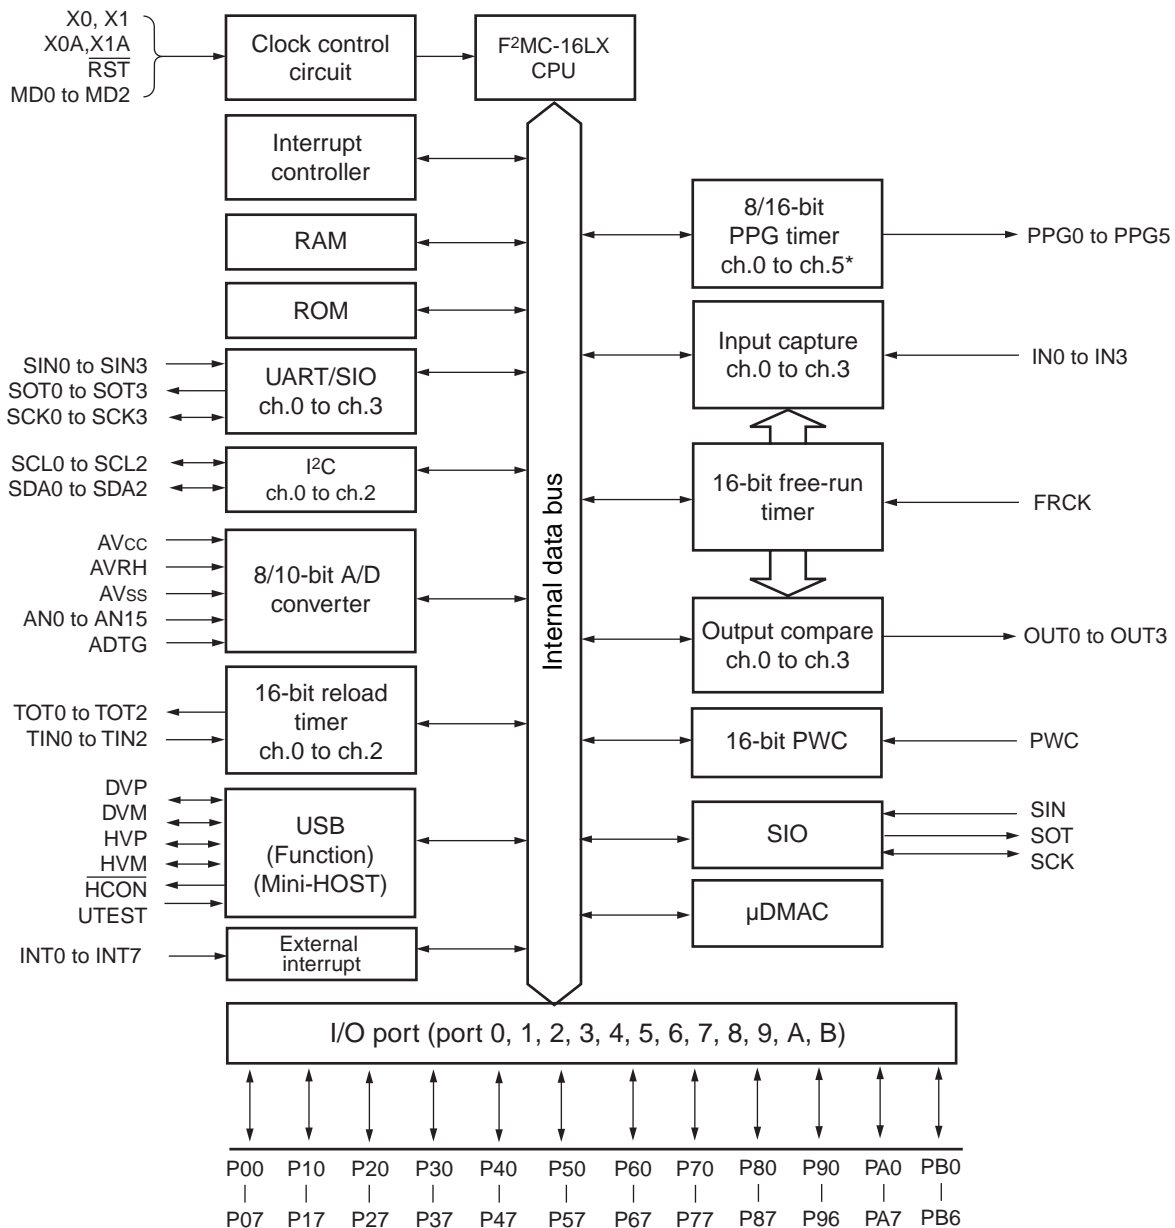 X0, X1
X0A,X1A
RST
MD0 to MD2
Clock control
circuit
F²MC-16LX
CPU
Interrupt
controller
RAM
ROM
SIN0 to SIN3
SOT0 to SOT3
SCK0 to SCK3
UART/SIO
ch.0 to ch.3
SCL0 to SCL2
SDA0 to SDA2
I²C
ch.0 to ch.2
AVcc
AVRH
AVss
AN0 to AN15
ADTG
8/10-bit A/D
converter
TOT0 to TOT2
TIN0 to TIN2
16-bit reload
timer
ch.0 to ch.2
DVP
DVM
HVP
HVM
HCON
UTEST
USB
(Function)
(Mini-HOST)
INT0 to INT7
External
interrupt
Internal data bus
8/16-bit
PPG timer
ch.0 to ch.5*
PPG0 to PPG5
Input capture
ch.0 to ch.3
IN0 to IN3
16-bit free-run
timer
FRCK
Output compare
ch.0 to ch.3
OUT0 to OUT3
16-bit PWC
PWC
SIO
SIN
SOT
SCK
µDMAC
I/O port (port 0, 1, 2, 3, 4, 5, 6, 7, 8, 9, A, B)
P00 P10 P20 P30 P40 P50 P60 P70 P80 P90 PA0 PB0
P07 P17 P27 P37 P47 P57 P67 P77 P87 P96 PA7 PB6